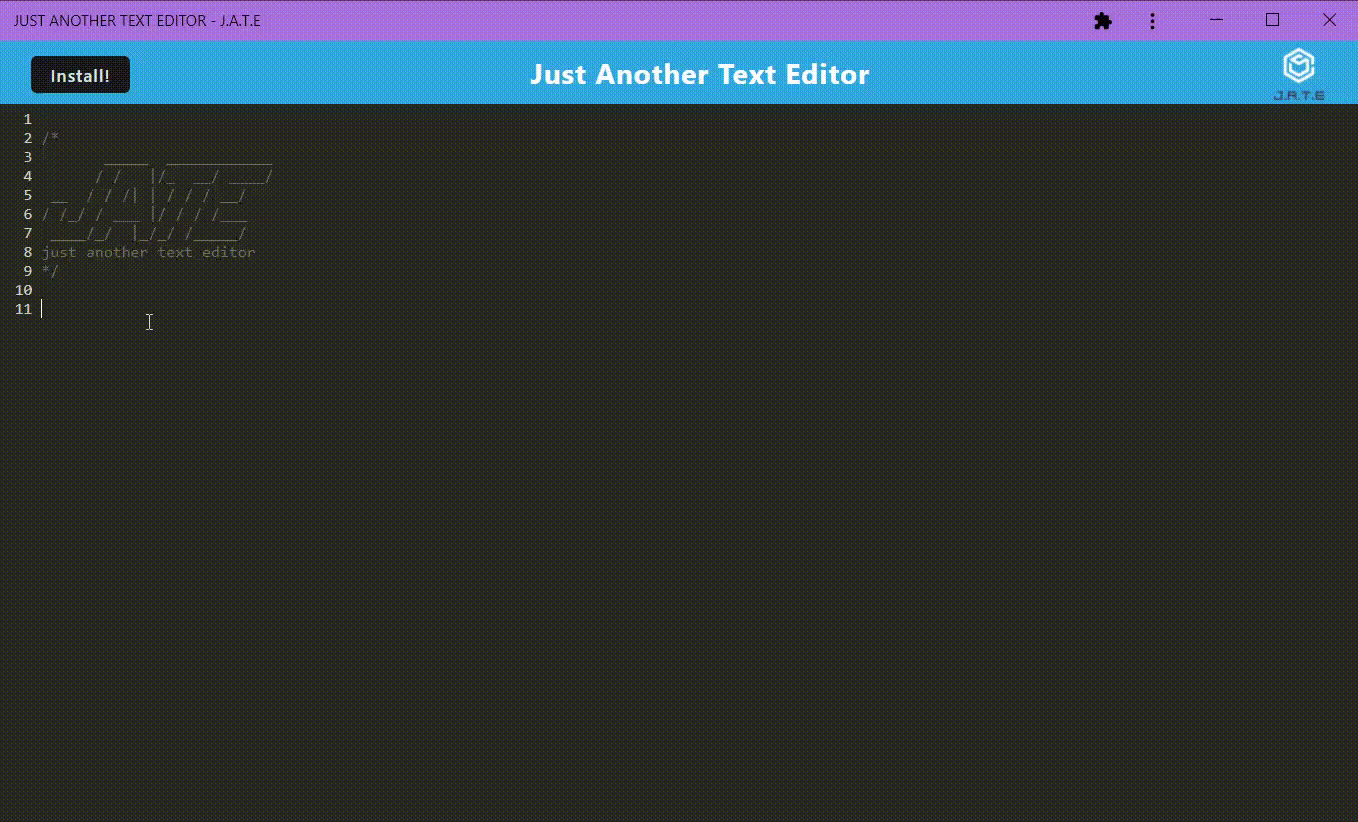 JUST ANOTHER TEXT EDITOR - J.A.T.E
Install!
Just Another Text Editor
J.A.T.E
1
2 /*
3        _____  ____________
4       / /   |/_  __/ ____/
5  __  / / /| | / / / __/
6 / /_/ / ___ |/ / / /___
7  ____/_/  |_/_/ /_____/
8 just another text editor
9 */
10
11